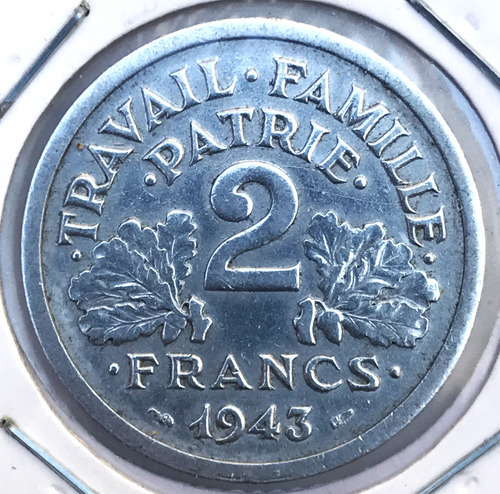 ·TRAVAIL·FAMILLE·
·PATRIE·
2
·FRANCS·
1943